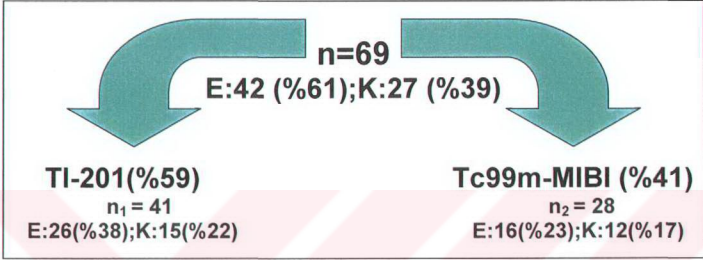 n=69
E:42 (%61);K:27 (%39)
Tl-201(%59)
n₁ = 41
E:26(%38);K:15(%22)
Tc99m-MIBI (%41)
n₂ = 28
E:16(%23);K:12(%17)